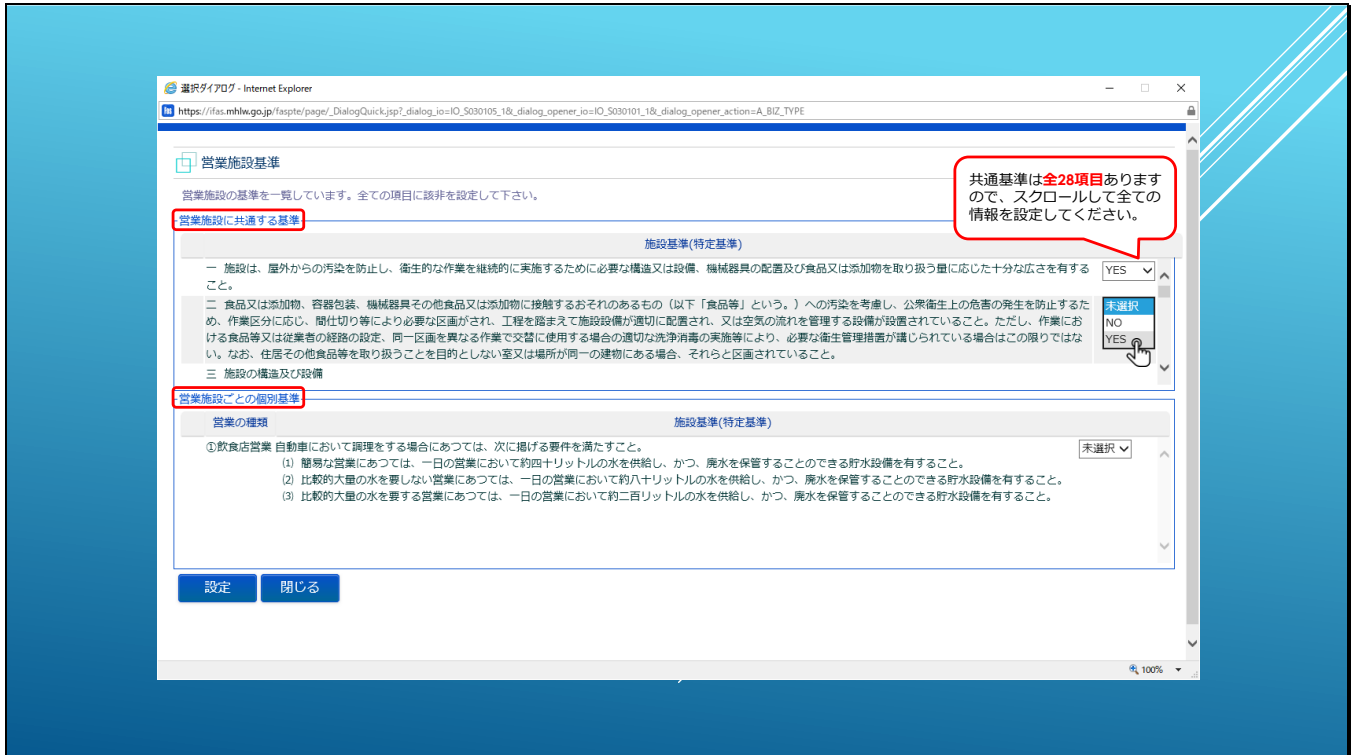 選択ダイアログ - Internet Explorer
https://ifas.mhlw.go.jp/faspte/page/_DialogQuick.jsp?_dialog_io=IO_S030105_1&_dialog_opener_io=IO_S030101_1&_dialog_opener_action=A_BIZ_TYPE
営業施設基準
共通基準は全28項目あります
ので、スクロールして全ての
情報を設定してください。
営業施設の基準を一覧しています。全ての項目に該非を設定して下さい。
営業施設に共通する基準
施設基準(特定基準)
一 施設は、屋外からの汚染を防止し、衛生的な作業を継続的に実施するために必要な構造又は設備、機械器具の配置及び食品又は添加物を取り扱う量に応じた十分な広さを有する
こと。
YES
二 食品又は添加物、容器包装、機械器具その他食品又は添加物に接触するおそれのあるもの（以下「食品等」という。）への汚染を考慮し、公衆衛生上の危害の発生を防止するた
め、作業区分に応じ、間仕切り等により必要な区画がされ、工程を踏まえて施設設備が適切に配置され、又は空気の流れを管理する設備が設置されていること。ただし、作業にお
ける食品等又は従業者の経路の設定、同一区画を異なる作業で交替に使用する場合の適切な洗浄消毒の実施等により、必要な衛生管理措置が講じられている場合はこの限りではな
い。なお、住居その他食品等を取り扱うことを目的としない室又は場所が同一の建物にある場合、それらと区画されていること。
未選択
NO
YES
三 施設の構造及び設備
営業施設ごとの個別基準
営業の種類 施設基準(特定基準)
①飲食店営業 自動車において調理をする場合にあつては、次に掲げる要件を満たすこと。 未選択
⑴ 簡易な営業にあつては、一日の営業において約四十リットルの水を供給し、かつ、廃水を保管することのできる貯水設備を有すること。
⑵ 比較的大量の水を要しない営業にあつては、一日の営業において約八十リットルの水を供給し、かつ、廃水を保管することのできる貯水設備を有すること。
⑶ 比較的大量の水を要する営業にあつては、一日の営業において約二百リットルの水を供給し、かつ、廃水を保管することのできる貯水設備を有すること。
設定 閉じる
100%